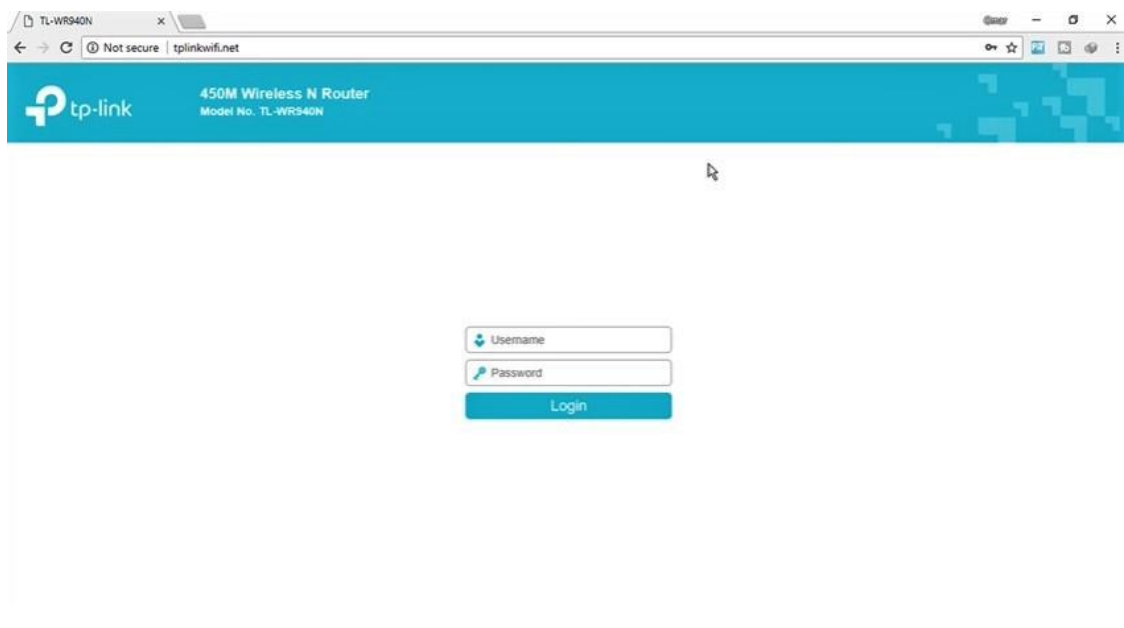 TL-WR940N
Not secure | tplinkwifi.net
tp-link
450M Wireless N Router
Model No. TL-WR940N
Username
Password
Login